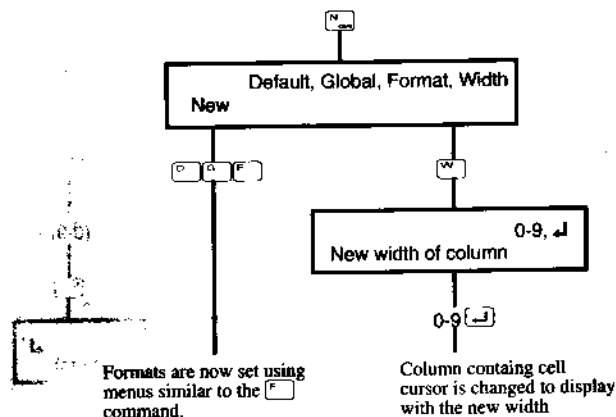 N
Default, Global, Format, Width
New
D G F
W
0-9, ↵
New width of column
0-9 ↵
Formats are now set using
menus similar to the F
command.
Column containg cell
cursor is changed to display
with the new width